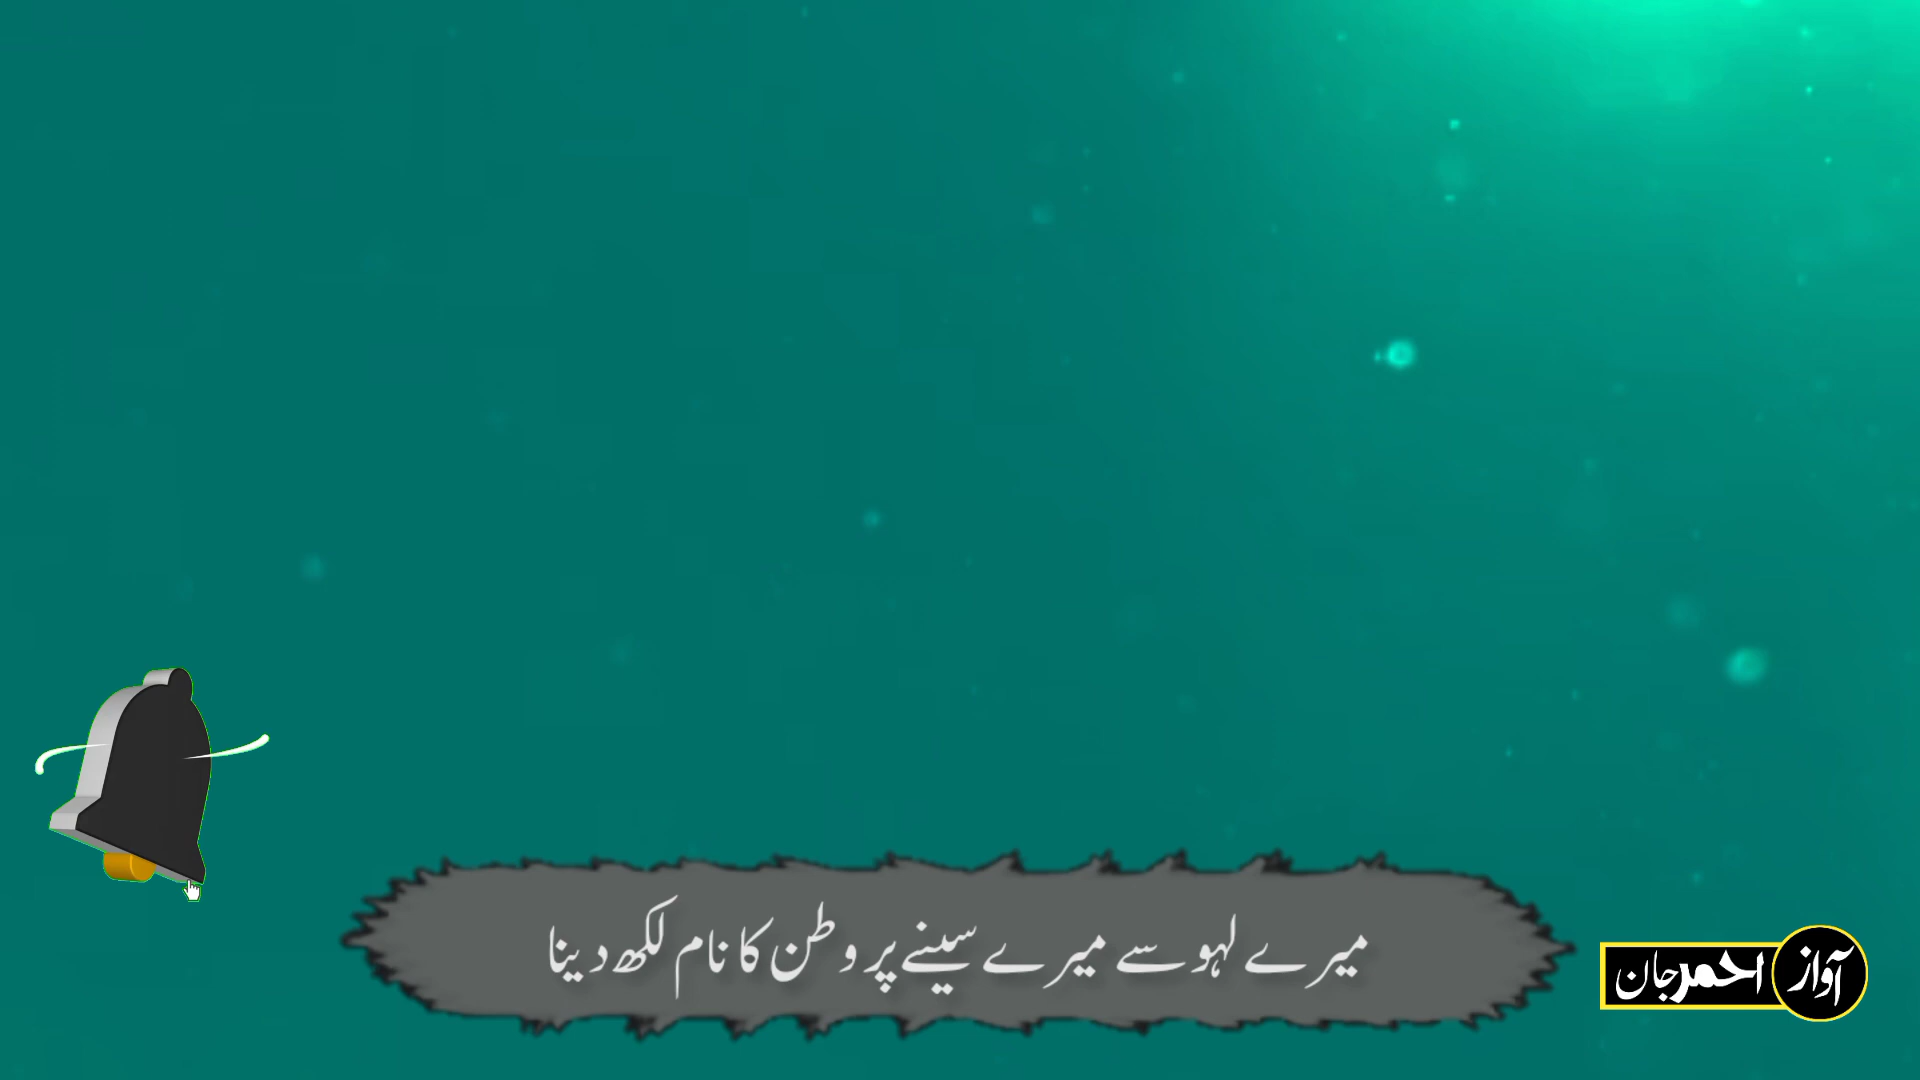 میرے لہو سے میرے سینے پر وطن کا نام لکھ دینا
آواز احمر جان